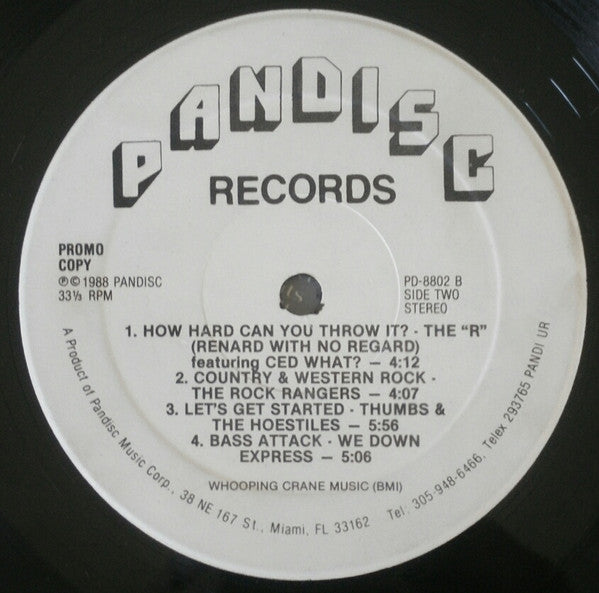 PANDISC
RECORDS
PROMO
COPY
℗© 1988 PANDISC
33⅓ RPM
PD-8802 B
SIDE TWO
STEREO
1. HOW HARD CAN YOU THROW IT? - THE "R"
(RENARD WITH NO REGARD)
featuring CED WHAT? — 4:12
2. COUNTRY & WESTERN ROCK -
THE ROCK RANGERS — 4:07
3. LET'S GET STARTED - THUMBS &
THE HOESTILES — 5:56
4. BASS ATTACK - WE DOWN
EXPRESS — 5:06
WHOOPING CRANE MUSIC (BMI)
A Product of Pandisc Music Corp., 38 NE 167 St., Miami, FL 33162 Tel. 305-948-6466, Telex 293765 PANDI UR